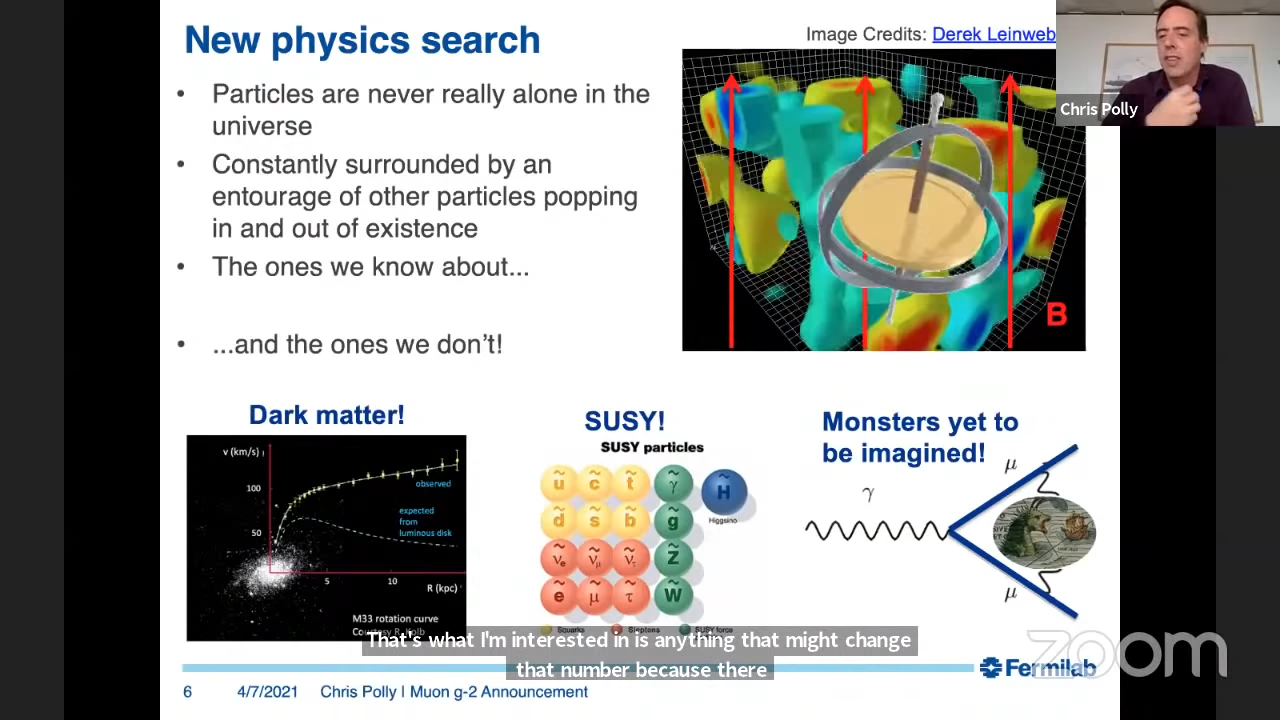 New physics search
Image Credits: Derek Leinweb
Chris Polly
• Particles are never really alone in the
universe
• Constantly surrounded by an
entourage of other particles popping
in and out of existence
• The ones we know about...
• ...and the ones we don't!
B
Dark matter!
v (km/s)
observed
100
expected
from
luminous disk
50
5
10
R (kpc)
M33 rotation curve
SUSY!
SUSY particles
ũ c̃ t̃ γ̃ H̃
Higgsino
d̃ s̃ b̃ g̃
ν̃e ν̃μ ν̃τ Z̃
ẽ μ̃ τ̃ W̃
Squarks Sleptons SUSY force
Monsters yet to
be imagined!
μ
γ
μ
That's what I'm interested in is anything that might change
that number because there
zoom
Fermilab
6 4/7/2021 Chris Polly | Muon g-2 Announcement